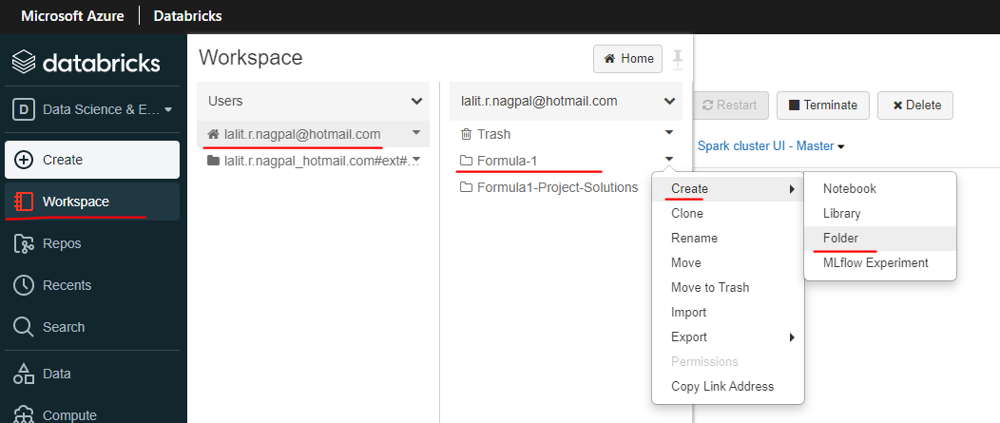 Microsoft Azure | Databricks
databricks
D Data Science & E...
Create
Workspace
Repos
Recents
Search
Data
Compute
Workspace
Home
Users
lalit.r.nagpal@hotmail.com
lalit.r.nagpal_hotmail.com#ext#...
lalit.r.nagpal@hotmail.com
Trash
Formula-1
Formula1-Project-Solutions
Create
Clone
Rename
Move
Move to Trash
Import
Export
Permissions
Copy Link Address
Notebook
Library
Folder
MLflow Experiment
Restart
Terminate
Delete
Spark cluster UI - Master